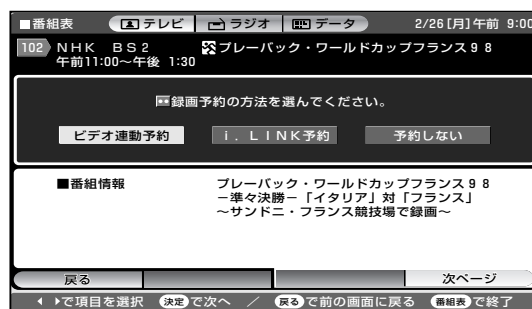 ■番組表 テレビ ラジオ データ 2/26[月]午前 9:00
102 NHK BS2 プレーバック・ワールドカップフランス98
午前11:00~午後 1:30
録画予約の方法を選んでください。
ビデオ連動予約 i.LINK予約 予約しない
■番組情報 プレーバック・ワールドカップフランス98
−準々決勝−「イタリア」対「フランス」
~サンドニ・フランス競技場で録画~
戻る 次ページ
で項目を選択 決定で次へ / 戻るで前の画面に戻る 番組表で終了